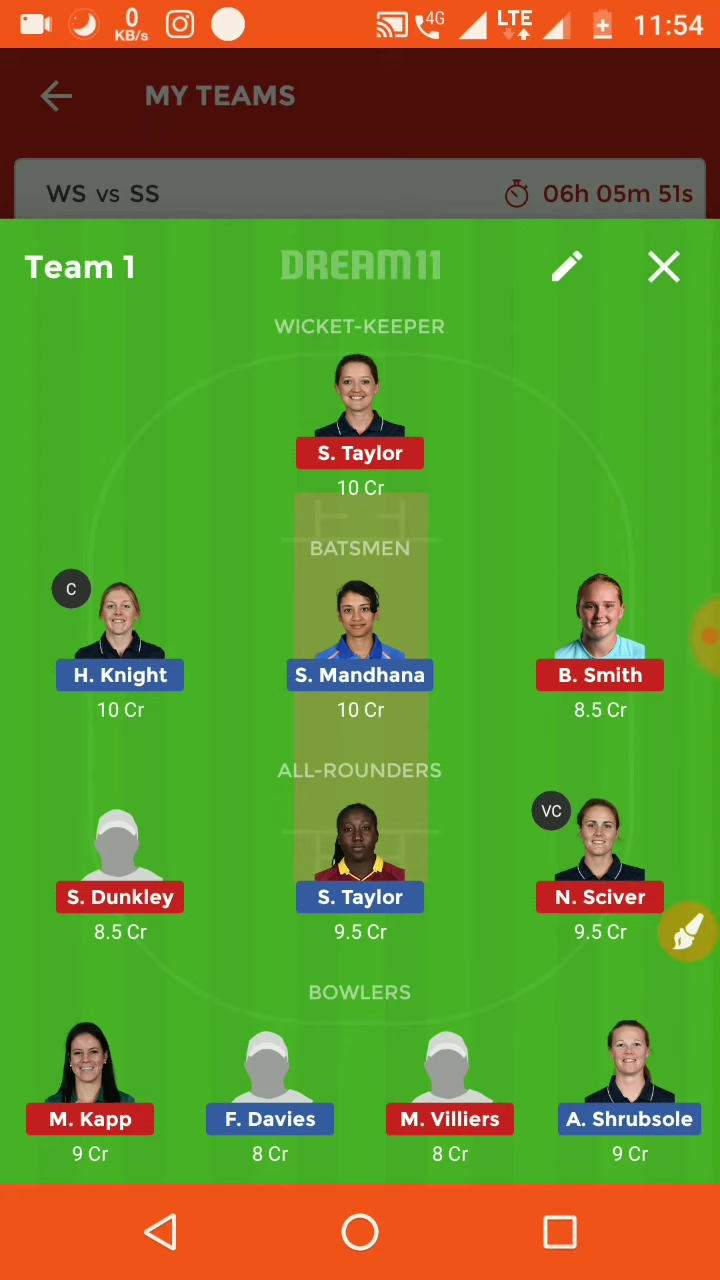 0 KB/s 4G LTE 11:54
MY TEAMS
WS vs SS 06h 05m 51s
Team 1 DREAM11
WICKET-KEEPER
S. Taylor
10 Cr
BATSMEN
C
H. Knight S. Mandhana B. Smith
10 Cr 10 Cr 8.5 Cr
ALL-ROUNDERS
VC
S. Dunkley S. Taylor N. Sciver
8.5 Cr 9.5 Cr 9.5 Cr
BOWLERS
M. Kapp F. Davies M. Villiers A. Shrubsole
9 Cr 8 Cr 8 Cr 9 Cr